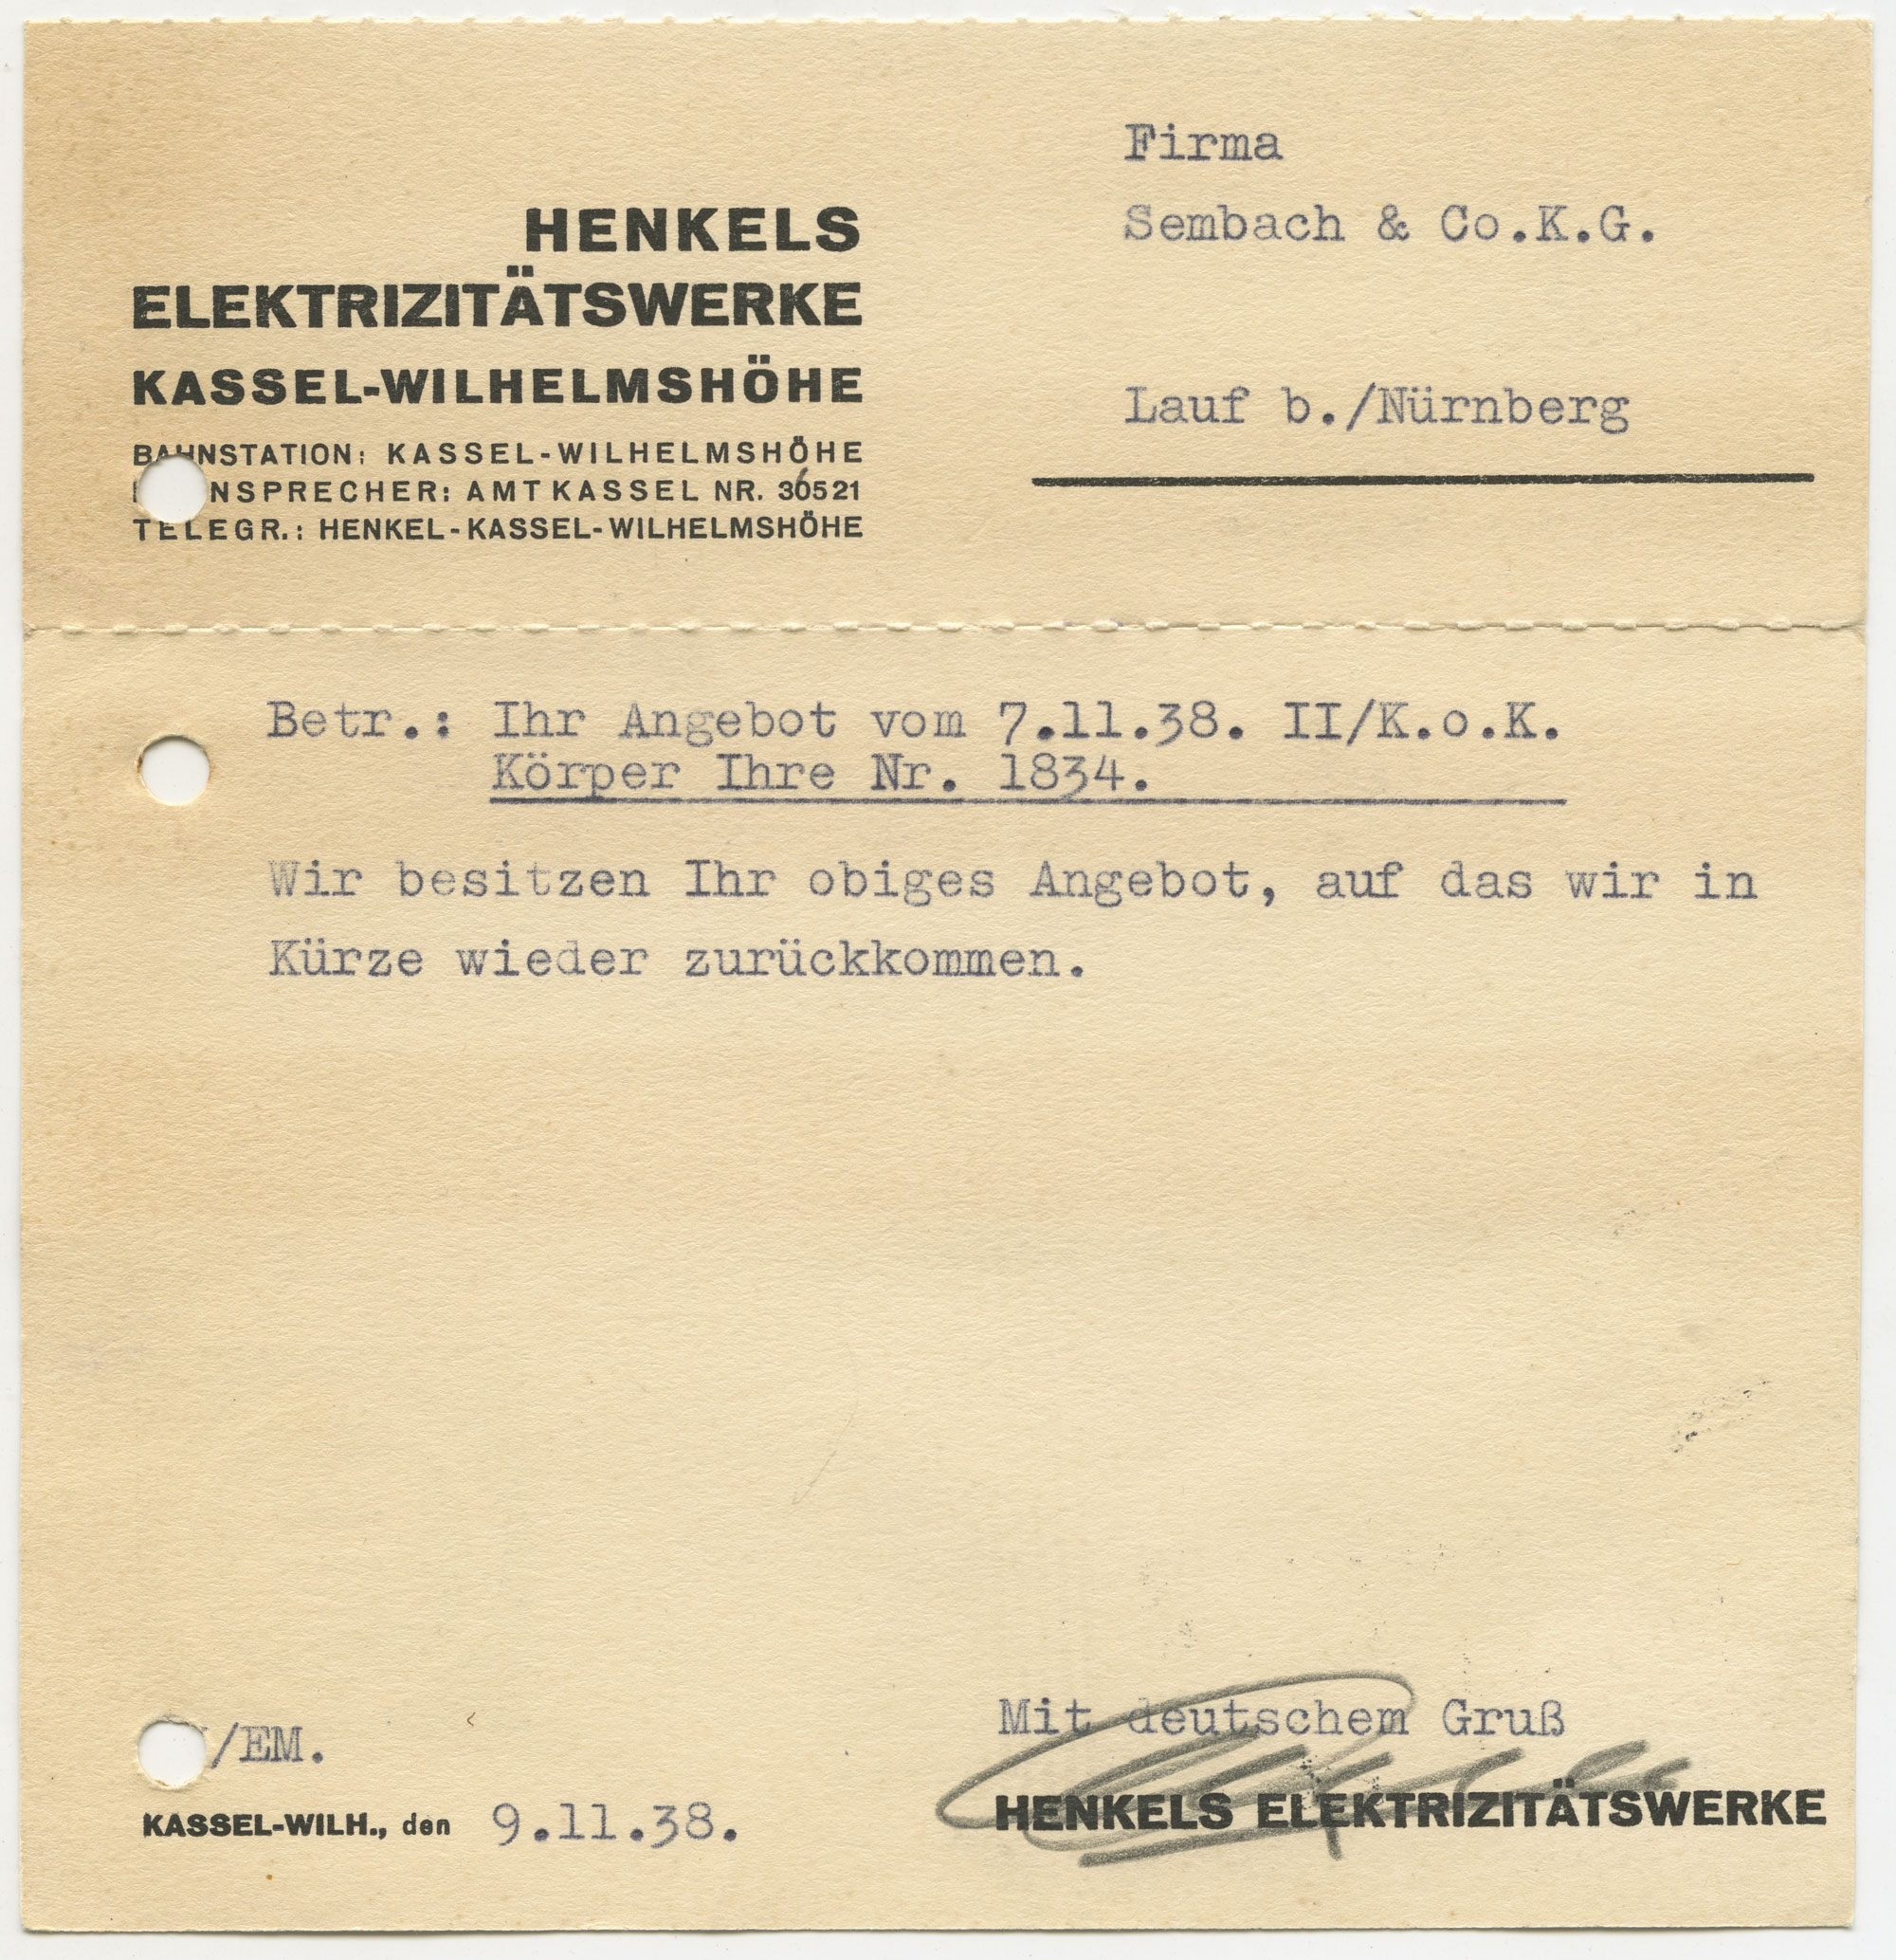 HENKELS
ELEKTRIZITÄTSWERKE
KASSEL-WILHELMSHÖHE
BAHNSTATION: KASSEL-WILHELMSHÖHE
NSPRECHER: AMT KASSEL NR. 36521
TELEGR.: HENKEL-KASSEL-WILHELMSHÖHE
Firma
Sembach & Co.K.G.
Lauf b./Nürnberg
Betr.: Ihr Angebot vom 7.11.38. II/K.o.K.
Körper Ihre Nr. 1834.
Wir besitzen Ihr obiges Angebot, auf das wir in
Kürze wieder zurückkommen.
Mit deutschem Gruß
HENKELS ELEKTRIZITÄTSWERKE
/EM.
KASSEL-WILH., den 9.11.38.